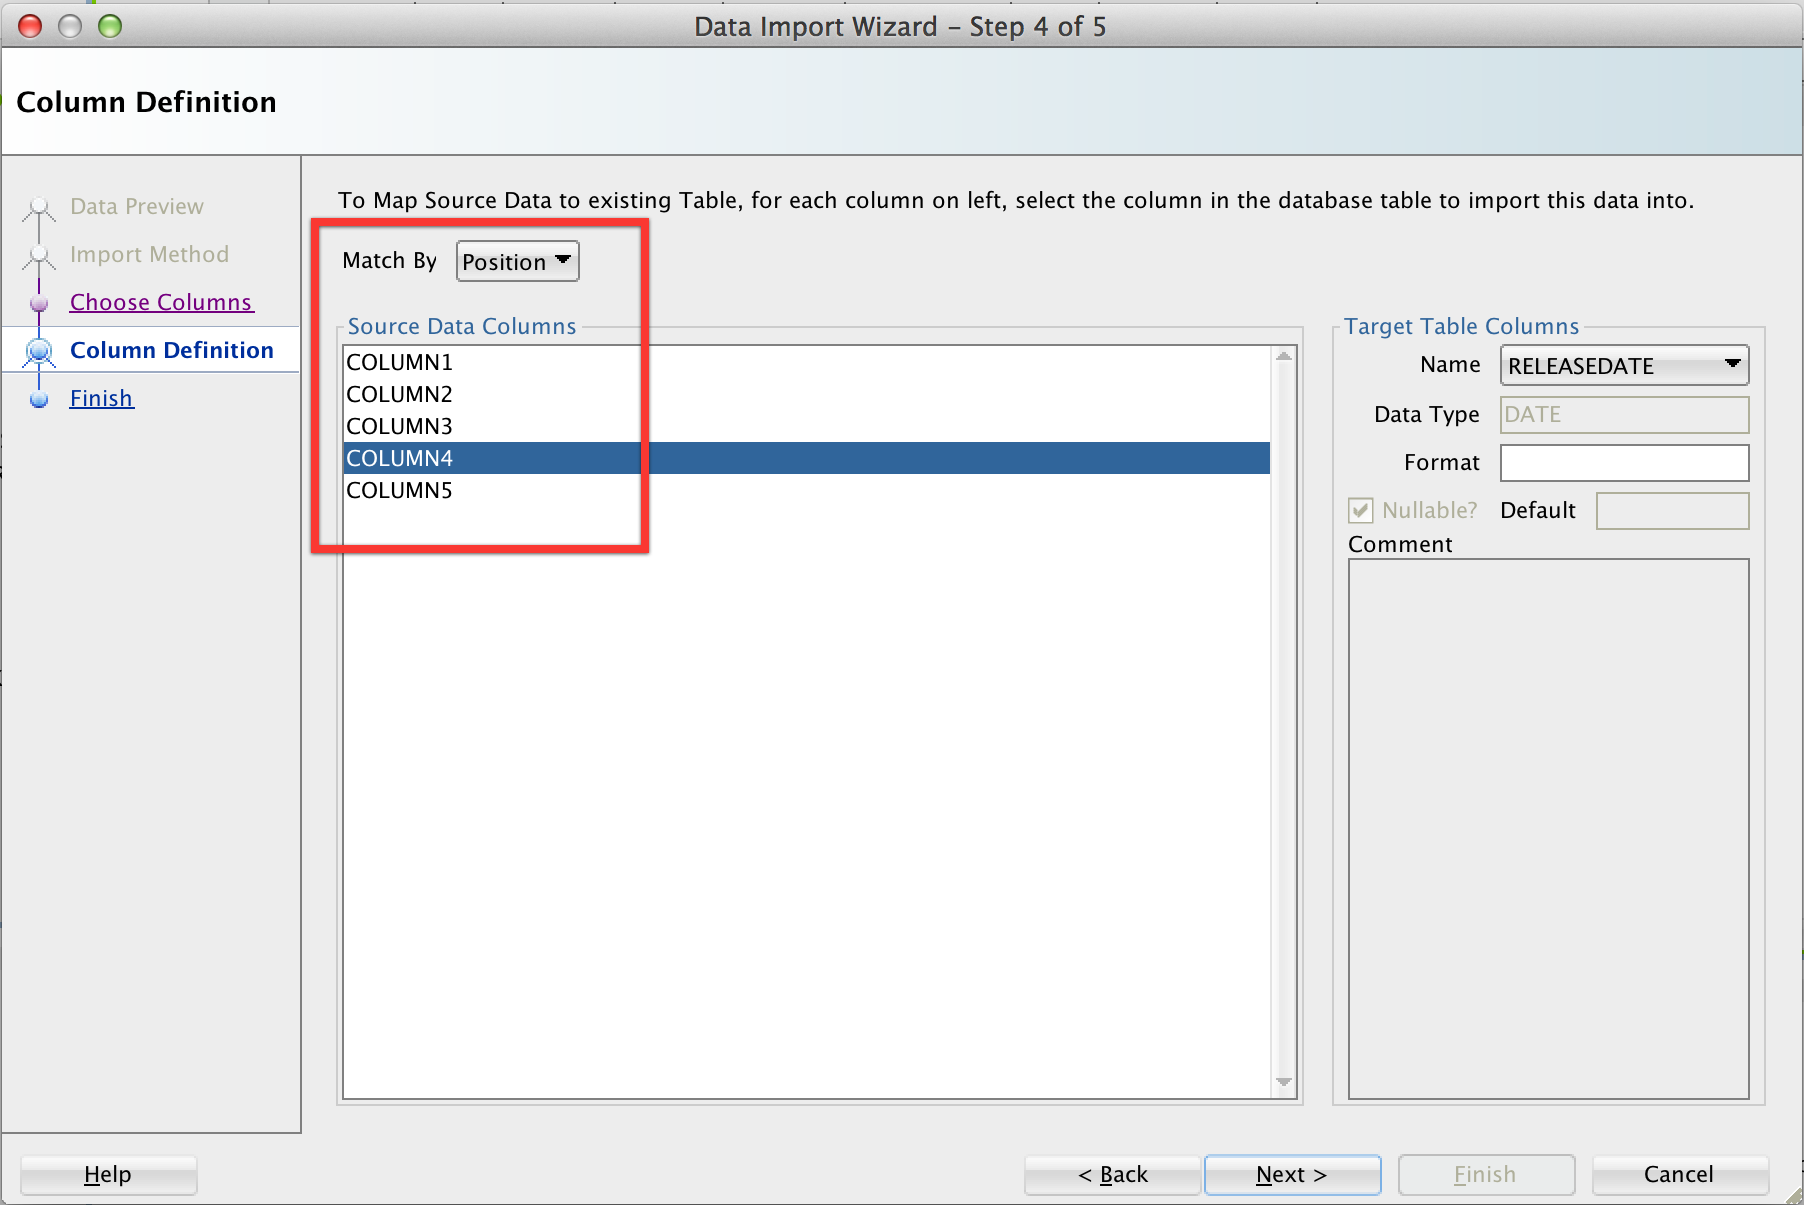 Data Import Wizard – Step 4 of 5
Column Definition
Data Preview
Import Method
Choose Columns
Column Definition
Finish
To Map Source Data to existing Table, for each column on left, select the column in the database table to import this data into.
Match By Position
Source Data Columns
COLUMN1
COLUMN2
COLUMN3
COLUMN4
COLUMN5
Target Table Columns
Name RELEASEDATE
Data Type DATE
Format
Nullable? Default
Comment
Help < Back Next > Finish Cancel